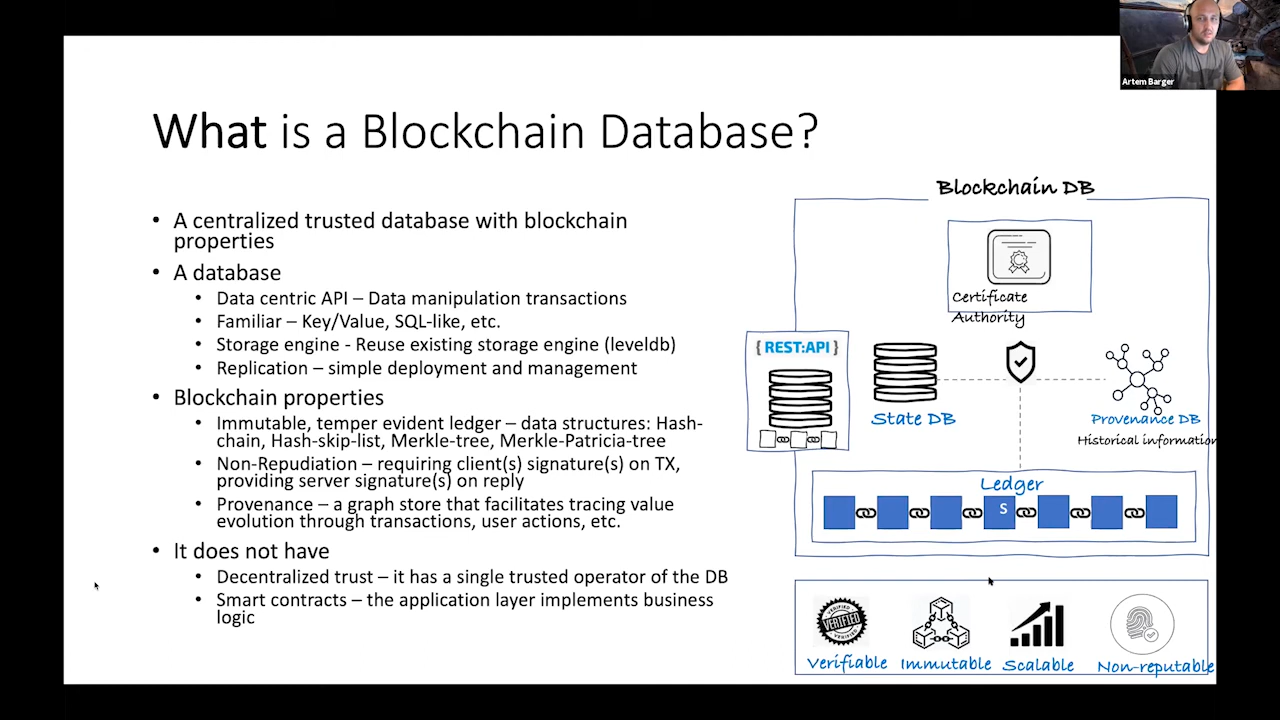 Artem Barger
What is a Blockchain Database?
• A centralized trusted database with blockchain
properties
• A database
• Data centric API – Data manipulation transactions
• Familiar – Key/Value, SQL-like, etc.
• Storage engine - Reuse existing storage engine (leveldb)
• Replication – simple deployment and management
• Blockchain properties
• Immutable, temper evident ledger – data structures: Hash-
chain, Hash-skip-list, Merkle-tree, Merkle-Patricia-tree
• Non-Repudiation – requiring client(s) signature(s) on TX,
providing server signature(s) on reply
• Provenance – a graph store that facilitates tracing value
evolution through transactions, user actions, etc.
• It does not have
• Decentralized trust – it has a single trusted operator of the DB
• Smart contracts – the application layer implements business
logic
Blockchain DB
Certificate
Authority
{ REST:API }
State DB
Provenance DB
Historical information
Ledger
S
VERIFIED
Verifiable
Immutable
Scalable
Non-reputable